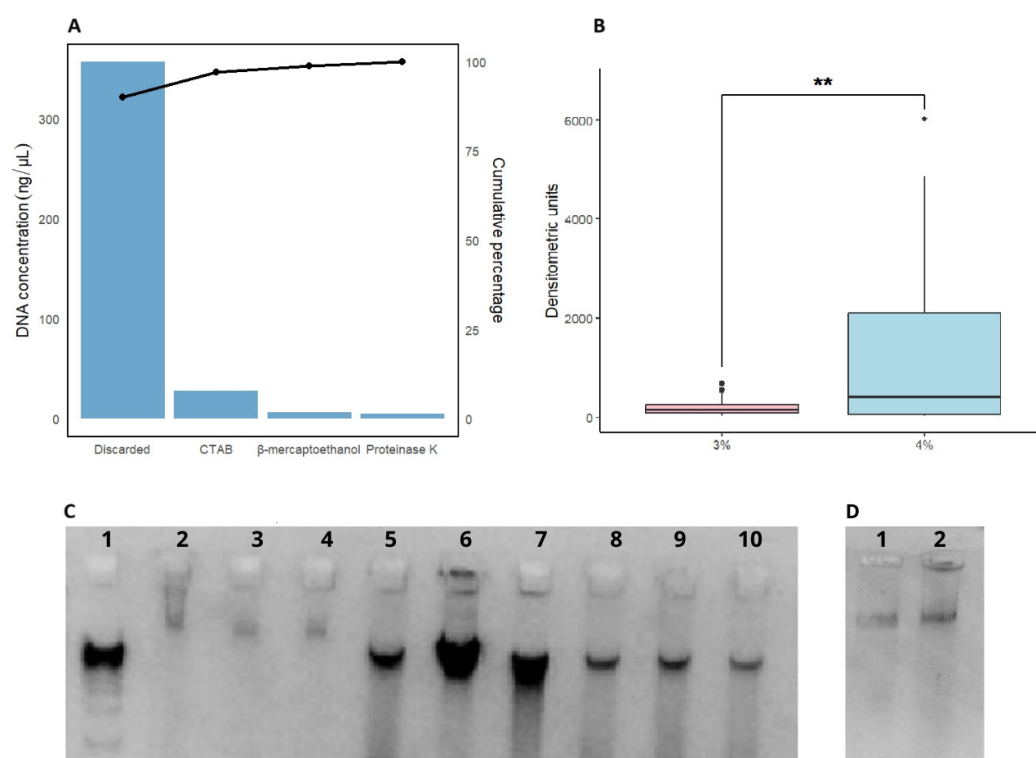 A
DNA concentration (ng/μL)
300
200
100
0
100
75
50
25
0
Cumulative percentage
Discarded CTAB β-mercaptoethanol Proteinase K
B
**
Densitometric units
6000
4000
2000
0
3% 4%
C
1 2 3 4 5 6 7 8 9 10
D
1 2